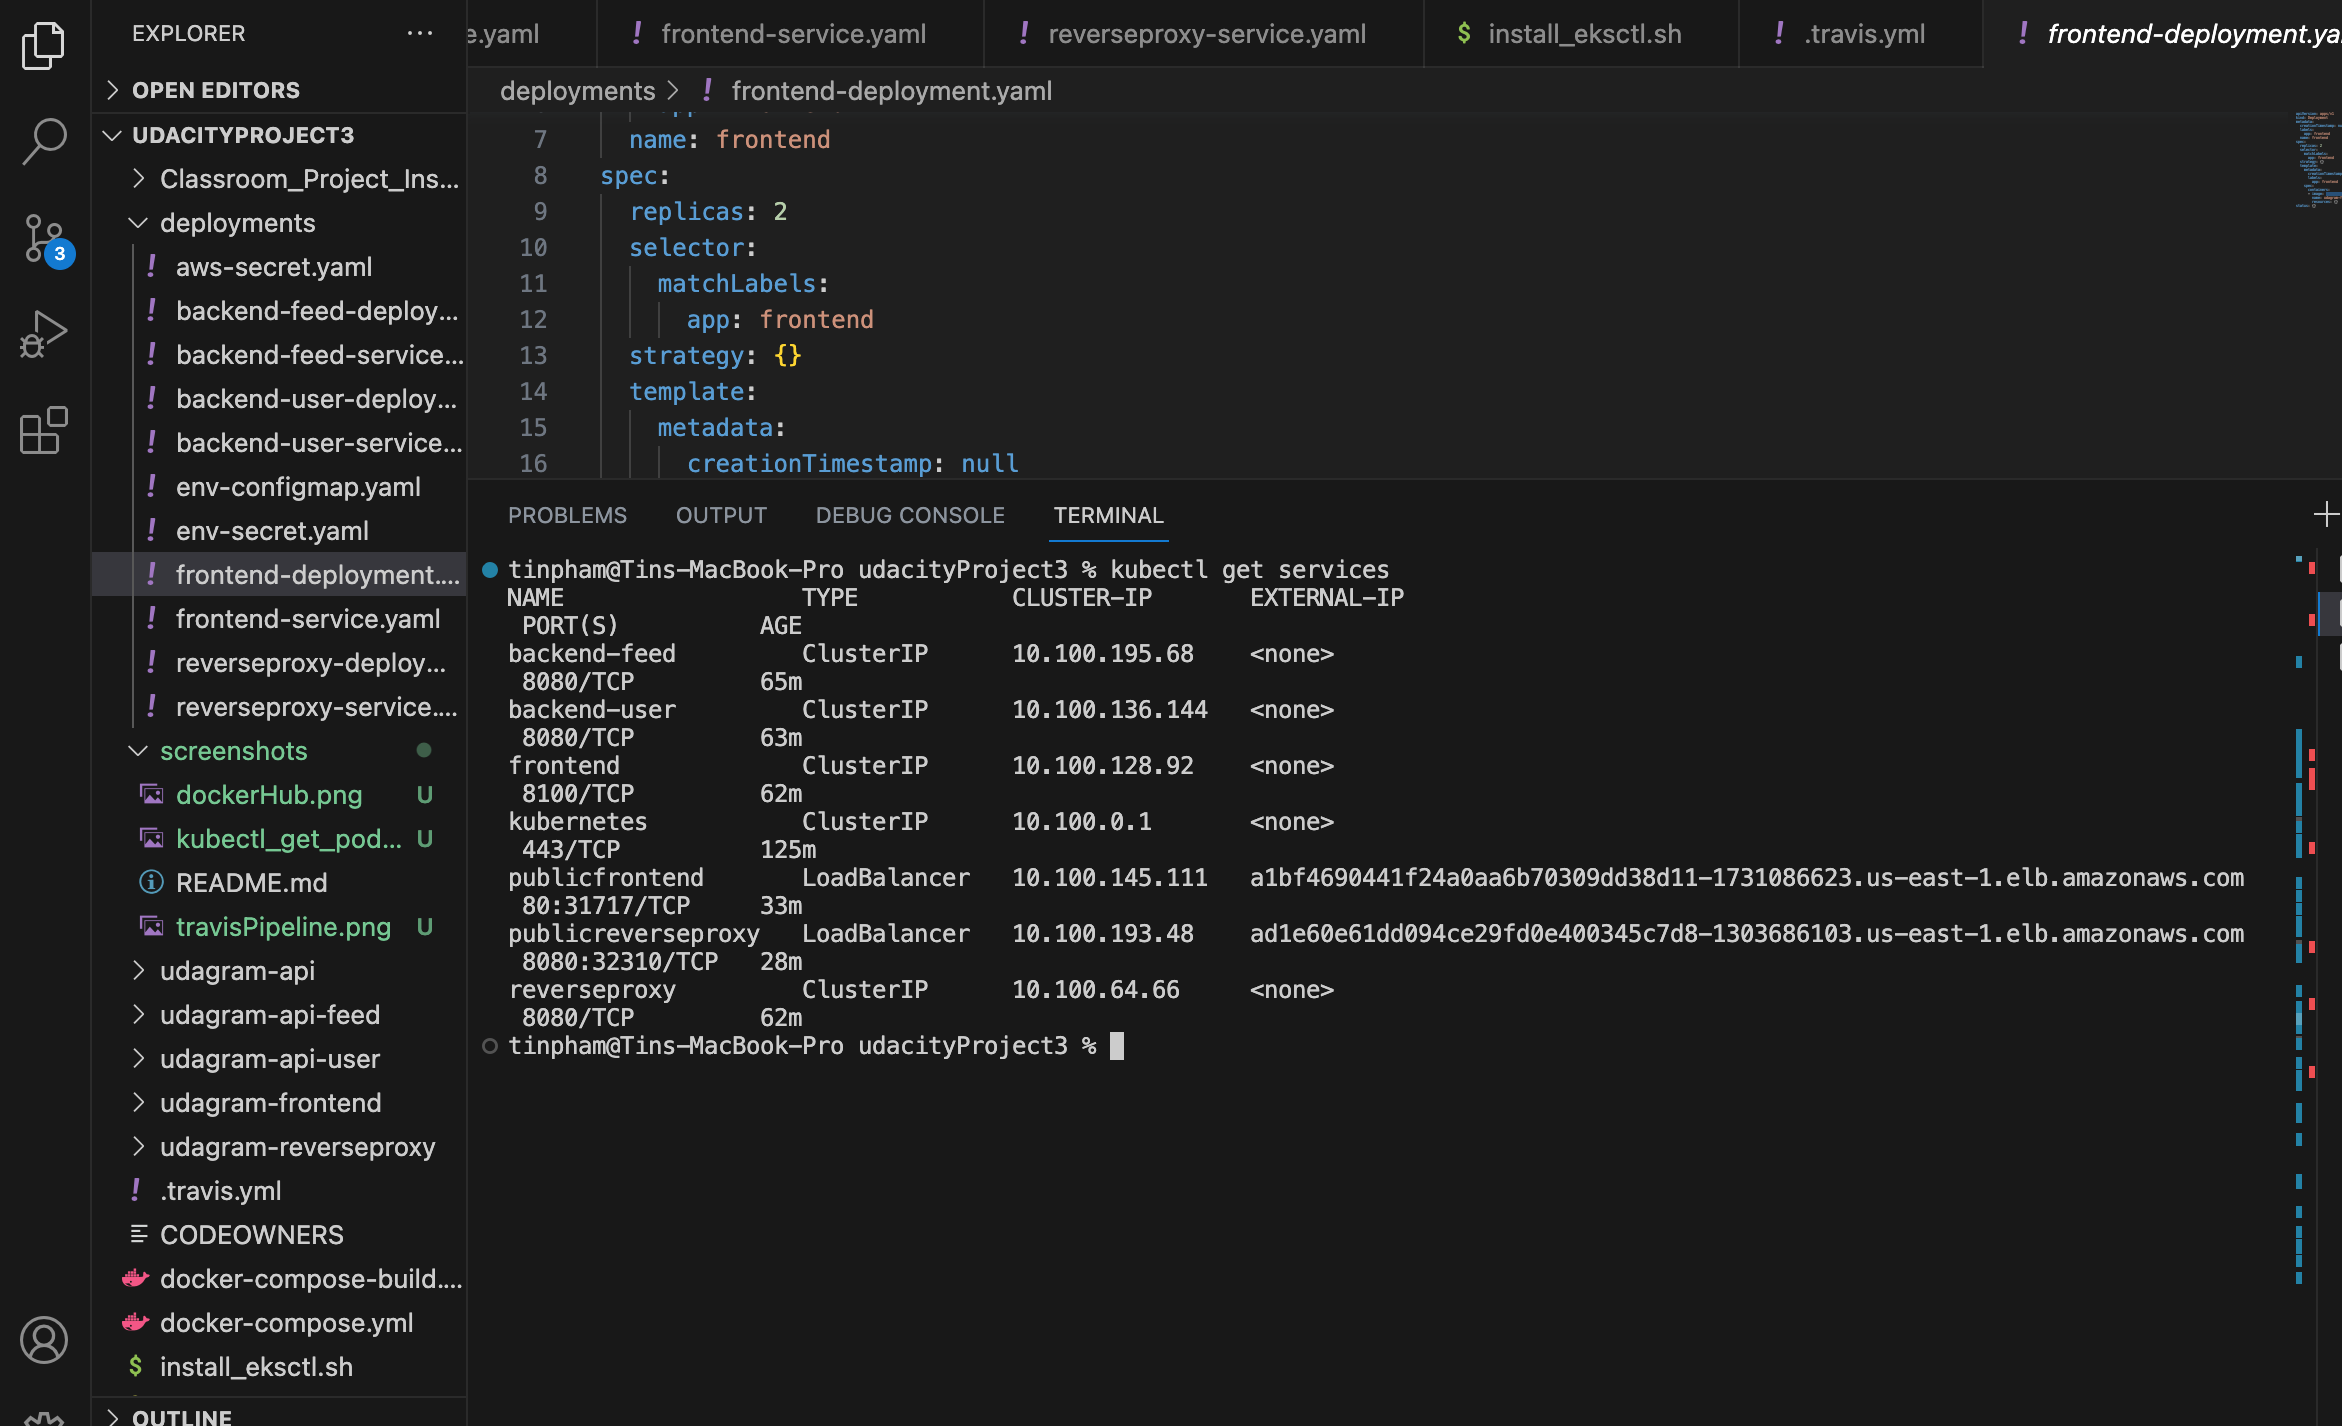 EXPLORER
OPEN EDITORS
UDACITYPROJECT3
Classroom_Project_Ins...
deployments
aws-secret.yaml
backend-feed-deploy...
backend-feed-service...
backend-user-deploy...
backend-user-service...
env-configmap.yaml
env-secret.yaml
frontend-deployment....
frontend-service.yaml
reverseproxy-deploy...
reverseproxy-service....
screenshots
dockerHub.png U
kubectl_get_pod... U
README.md
travisPipeline.png U
udagram-api
udagram-api-feed
udagram-api-user
udagram-frontend
udagram-reverseproxy
.travis.yml
CODEOWNERS
docker-compose-build....
docker-compose.yml
$ install_eksctl.sh
OUTLINE
3
e.yaml ! frontend-service.yaml ! reverseproxy-service.yaml $ install_eksctl.sh ! .travis.yml ! frontend-deployment.ya
deployments > ! frontend-deployment.yaml
7 name: frontend
8 spec:
9 replicas: 2
10 selector:
11 matchLabels:
12 app: frontend
13 strategy: {}
14 template:
15 metadata:
16 creationTimestamp: null
PROBLEMS OUTPUT DEBUG CONSOLE TERMINAL
tinpham@Tins-MacBook-Pro udacityProject3 % kubectl get services
NAME TYPE CLUSTER-IP EXTERNAL-IP
PORT(S) AGE
backend-feed ClusterIP 10.100.195.68 <none>
8080/TCP 65m
backend-user ClusterIP 10.100.136.144 <none>
8080/TCP 63m
frontend ClusterIP 10.100.128.92 <none>
8100/TCP 62m
kubernetes ClusterIP 10.100.0.1 <none>
443/TCP 125m
publicfrontend LoadBalancer 10.100.145.111 a1bf4690441f24a0aa6b70309dd38d11-1731086623.us-east-1.elb.amazonaws.com
80:31717/TCP 33m
publicreverseproxy LoadBalancer 10.100.193.48 ad1e60e61dd094ce29fd0e400345c7d8-1303686103.us-east-1.elb.amazonaws.com
8080:32310/TCP 28m
reverseproxy ClusterIP 10.100.64.66 <none>
8080/TCP 62m
tinpham@Tins-MacBook-Pro udacityProject3 %